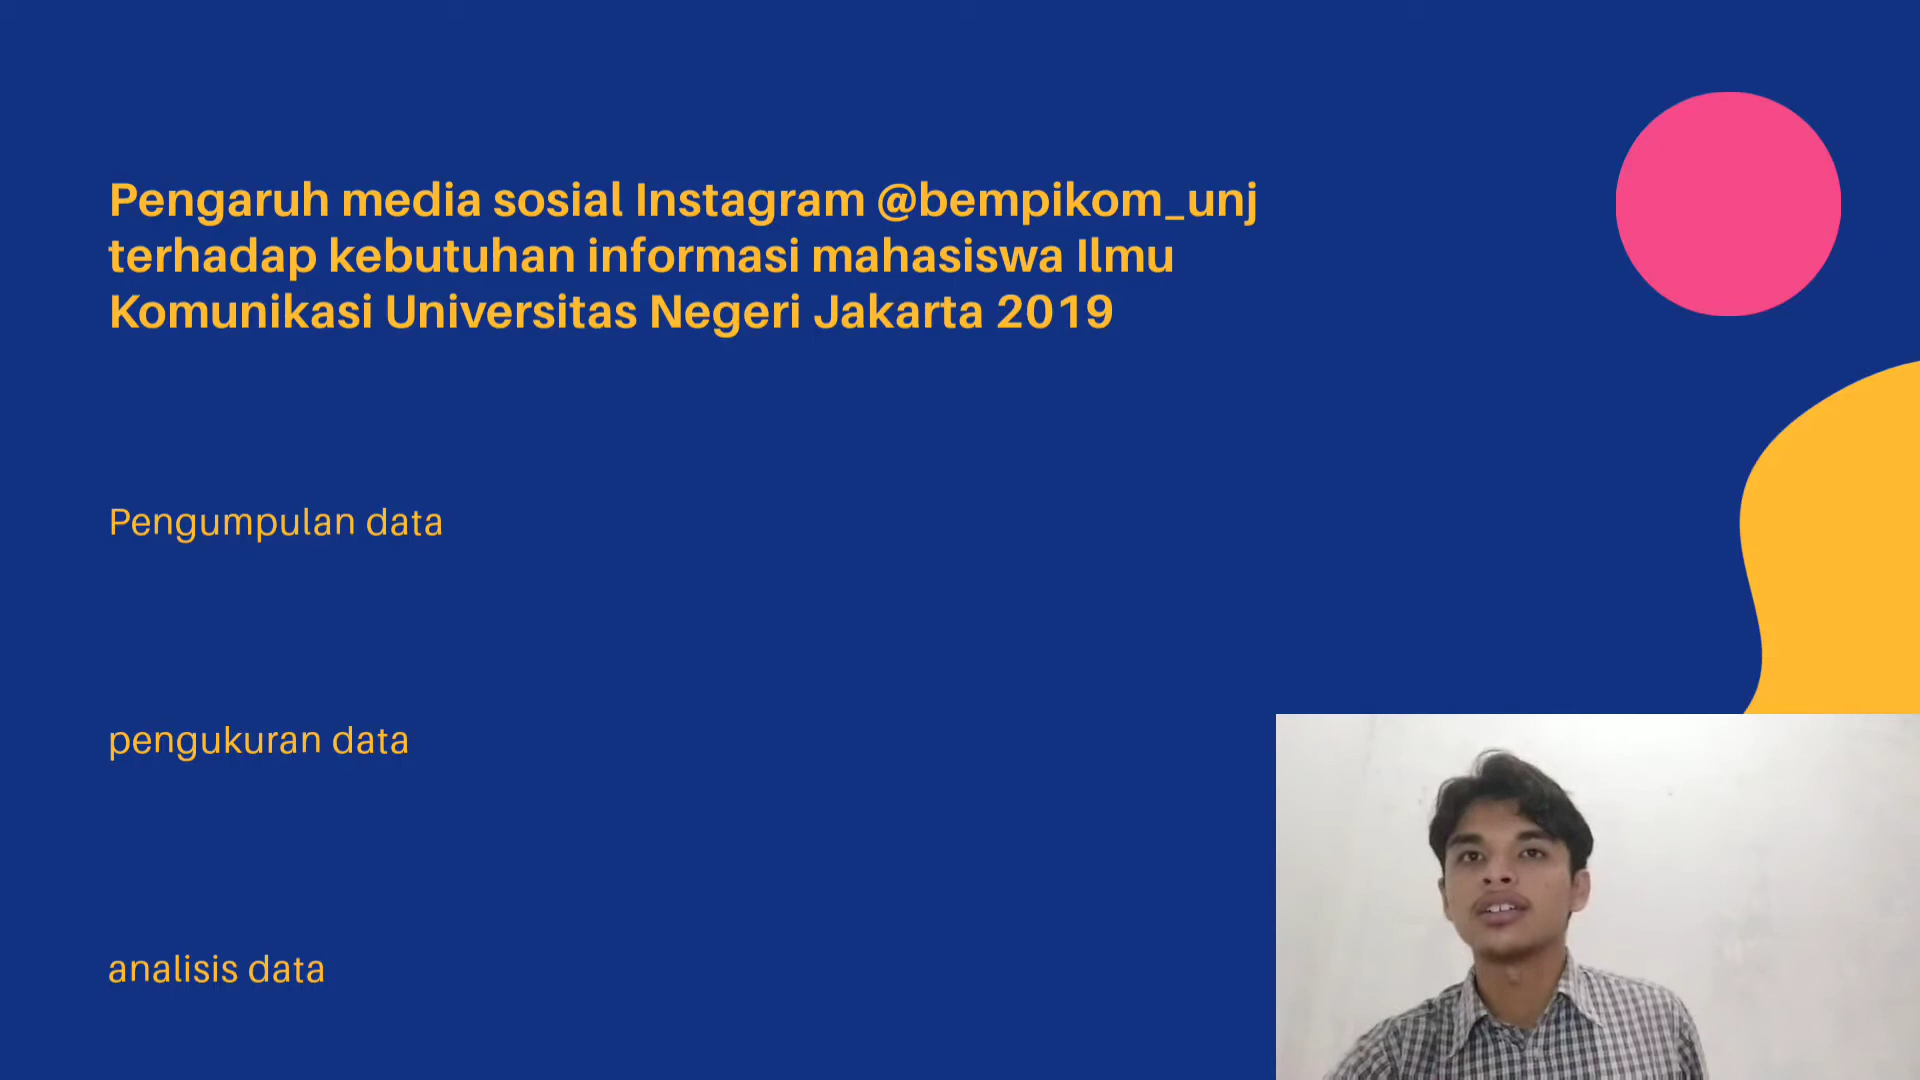 Pengaruh media sosial Instagram @bempikom_unj
terhadap kebutuhan informasi mahasiswa Ilmu
Komunikasi Universitas Negeri Jakarta 2019
Pengumpulan data
pengukuran data
analisis data